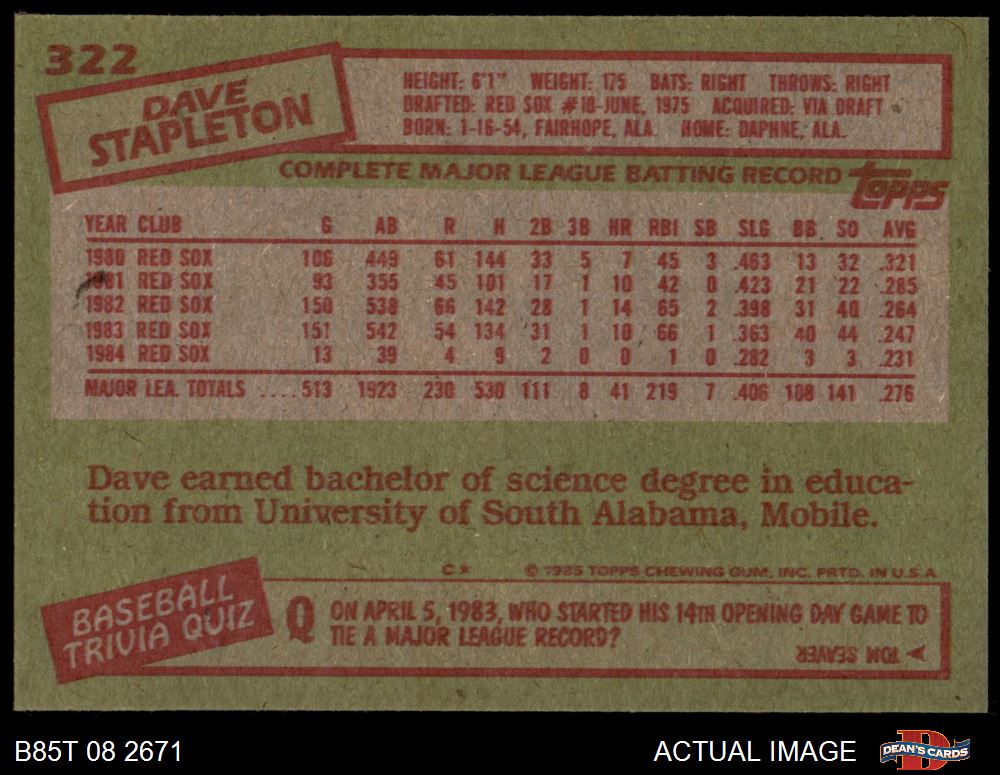 322
DAVE
STAPLETON
HEIGHT: 6'1" WEIGHT: 175 BATS: RIGHT THROWS: RIGHT
DRAFTED: RED SOX #10-JUNE, 1975 ACQUIRED: VIA DRAFT
BORN: 1-16-54, FAIRHOPE, ALA. HOME: DAPHNE, ALA.
COMPLETE MAJOR LEAGUE BATTING RECORD topps
YEAR CLUB G AB R H 2B 3B HR RBI SB SLG BB SO AVG
1980 RED SOX 106 449 61 144 33 5 7 45 3 .463 13 32 .321
1981 RED SOX 93 355 45 101 17 1 10 42 0 .423 21 22 .285
1982 RED SOX 150 538 66 142 28 1 14 65 2 .398 31 40 .264
1983 RED SOX 151 542 54 134 31 1 10 66 1 .363 40 44 .247
1984 RED SOX 13 39 4 9 2 0 0 1 0 .282 3 3 .231
MAJOR LEA. TOTALS ....513 1923 230 530 111 8 41 219 7 .406 108 141 .276
Dave earned bachelor of science degree in educa-
tion from University of South Alabama, Mobile.
C* © 1985 TOPPS CHEWING GUM, INC. PRTD. IN U.S.A.
BASEBALL
TRIVIA QUIZ
Q ON APRIL 5, 1983, WHO STARTED HIS 14TH OPENING DAY GAME TO
TIE A MAJOR LEAGUE RECORD?
TOM SEAVER
B85T 08 2671 ACTUAL IMAGE D DEAN'S CARDS